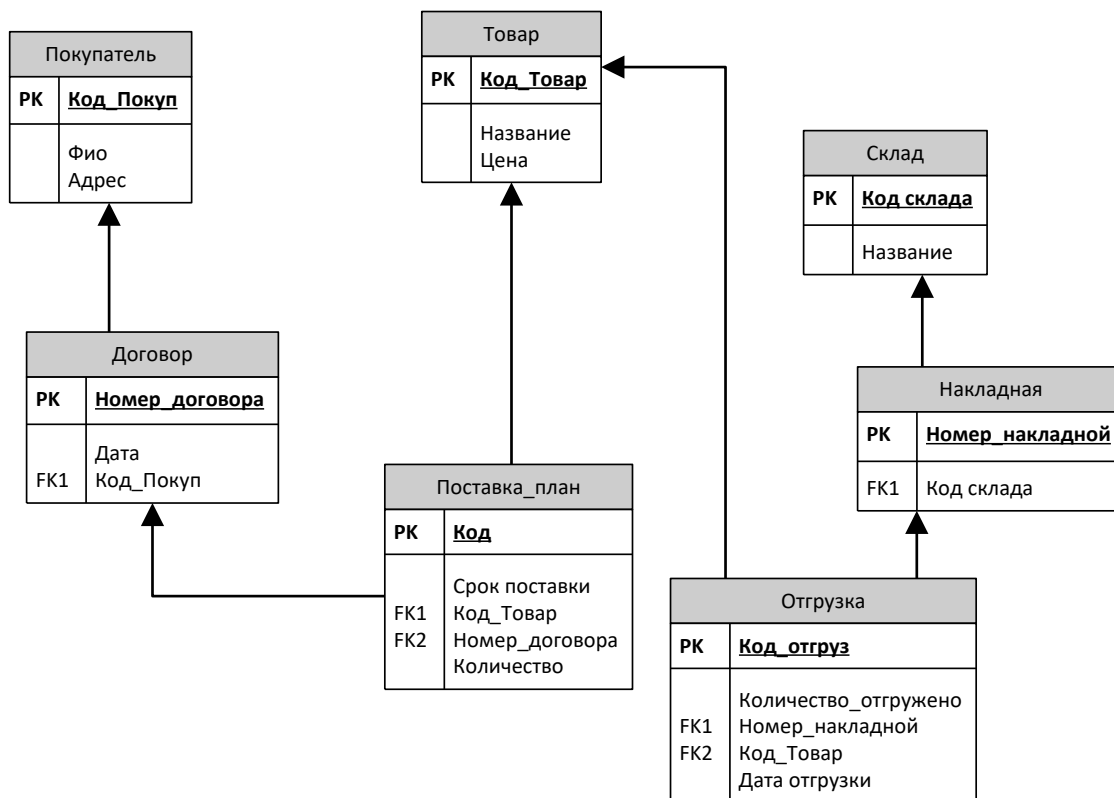 Покупатель
PK Код_Покуп
Фио
Адрес
Товар
PK Код_Товар
Название
Цена
Склад
PK Код склада
Название
Договор
PK Номер_договора
Дата
FK1 Код_Покуп
Накладная
PK Номер_накладной
FK1 Код склада
Поставка_план
PK Код
Срок поставки
FK1 Код_Товар
FK2 Номер_договора
Количество
Отгрузка
PK Код_отгруз
Количество_отгружено
FK1 Номер_накладной
FK2 Код_Товар
Дата отгрузки